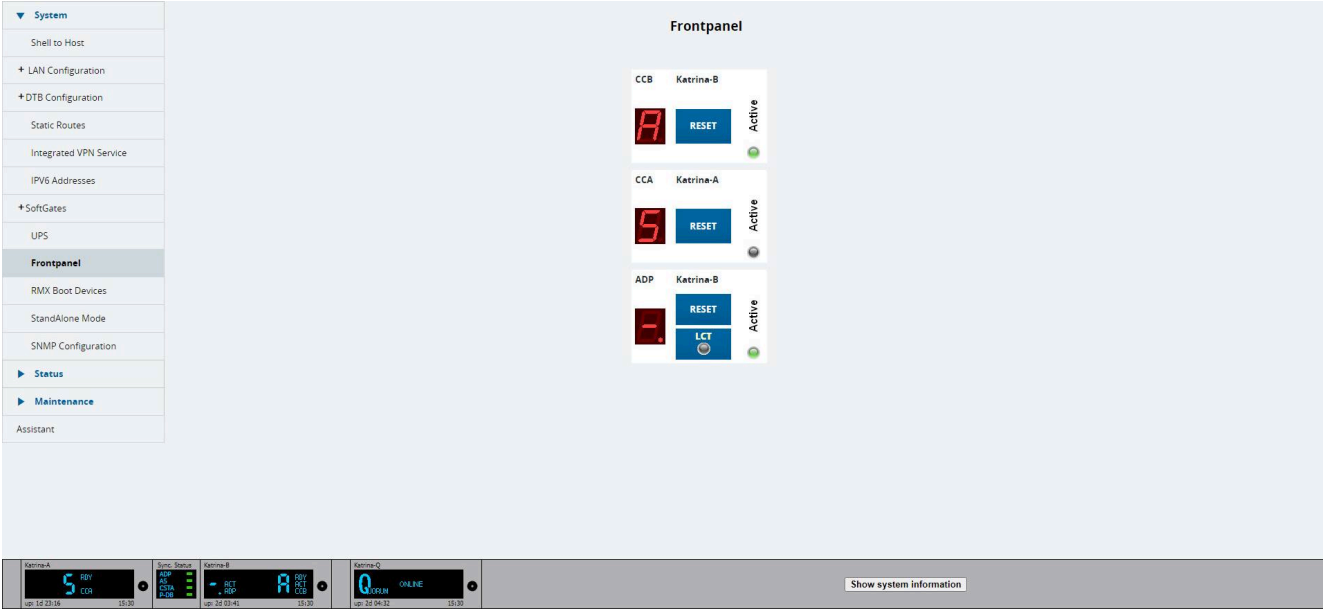 System
Shell to Host
+ LAN Configuration
+ DTB Configuration
Static Routes
Integrated VPN Service
IPV6 Addresses
+ SoftGates
UPS
Frontpanel
RMX Boot Devices
StandAlone Mode
SNMP Configuration
Status
Maintenance
Assistant
Frontpanel
CCB Katrina-B
A RESET Active
CCA Katrina-A
5 RESET Active
ADP Katrina-B
RESET
-. Active
LCT
Katrina-A
5 RDY
CCA
up: 1d 23:16 15:30
Sync. Status
ADP
AS
CSTA
P-DB
Katrina-B
-. ACT
ADP
A RDY
ACT
CCB
up: 2d 03:41 15:30
Katrina-Q
QUORUM ONLINE
up: 2d 04:32 15:30
Show system information